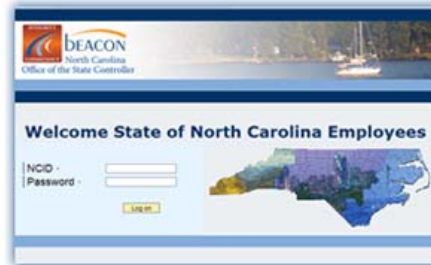 BEACON
North Carolina
Office of the State Controller
Welcome State of North Carolina Employees
NCID -
Password -
Log on